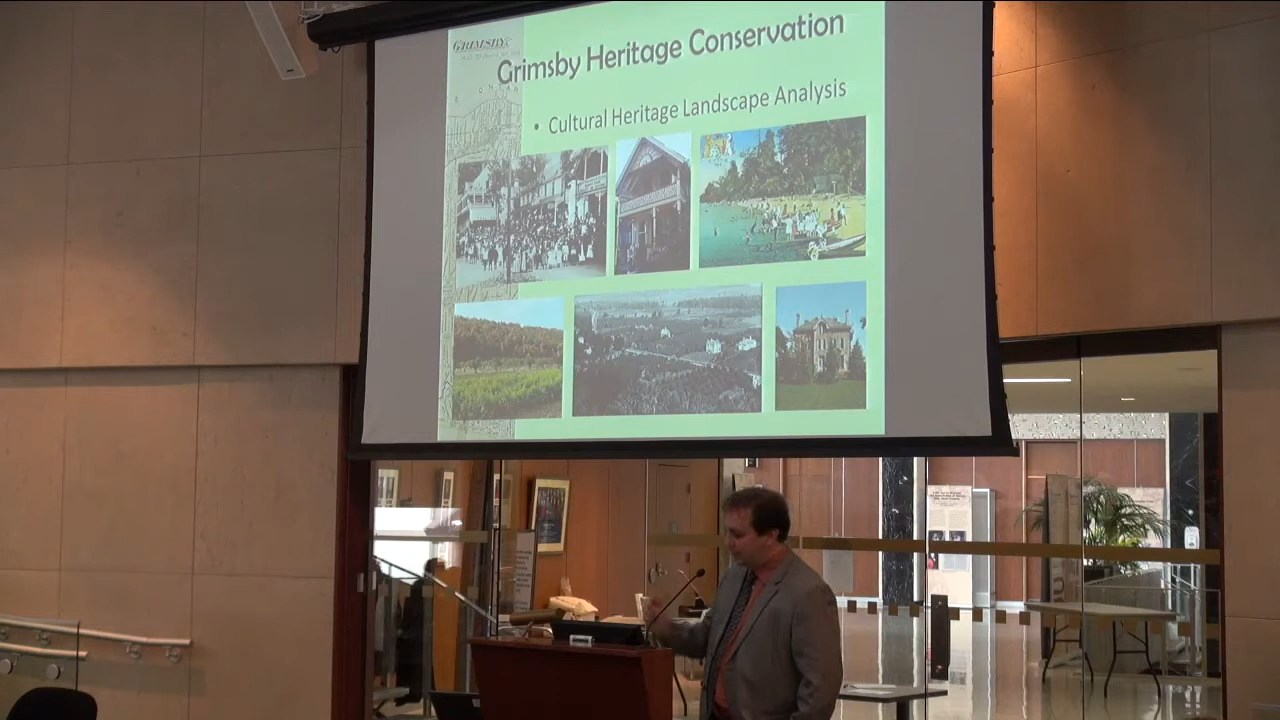 GRIMSBY
Grimsby Heritage Conservation
• Cultural Heritage Landscape Analysis